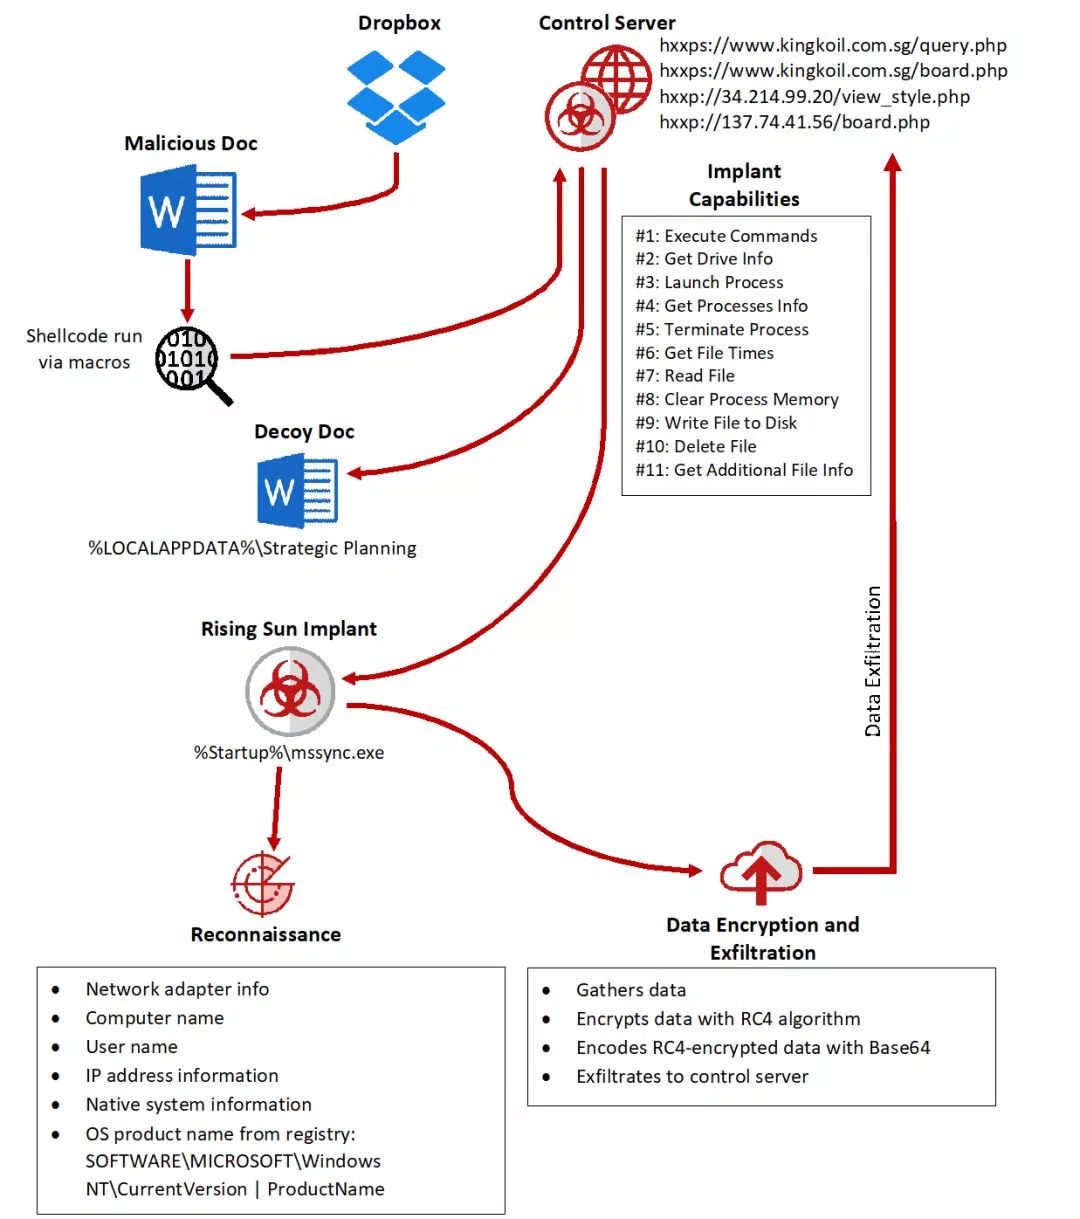 Dropbox
Control Server
hxxps://www.kingkoil.com.sg/query.php
hxxps://www.kingkoil.com.sg/board.php
hxxp://34.214.99.20/view_style.php
hxxp://137.74.41.56/board.php
Malicious Doc
W
Implant
Capabilities
#1: Execute Commands
#2: Get Drive Info
#3: Launch Process
#4: Get Processes Info
#5: Terminate Process
#6: Get File Times
#7: Read File
#8: Clear Process Memory
#9: Write File to Disk
#10: Delete File
#11: Get Additional File Info
Shellcode run
via macros
010
01010
001
Decoy Doc
W
%LOCALAPPDATA%\Strategic Planning
Rising Sun Implant
%Startup%\mssync.exe
Data Exfiltration
Reconnaissance
• Network adapter info
• Computer name
• User name
• IP address information
• Native system information
• OS product name from registry:
SOFTWARE\MICROSOFT\Windows
NT\CurrentVersion | ProductName
Data Encryption and
Exfiltration
• Gathers data
• Encrypts data with RC4 algorithm
• Encodes RC4-encrypted data with Base64
• Exfiltrates to control server